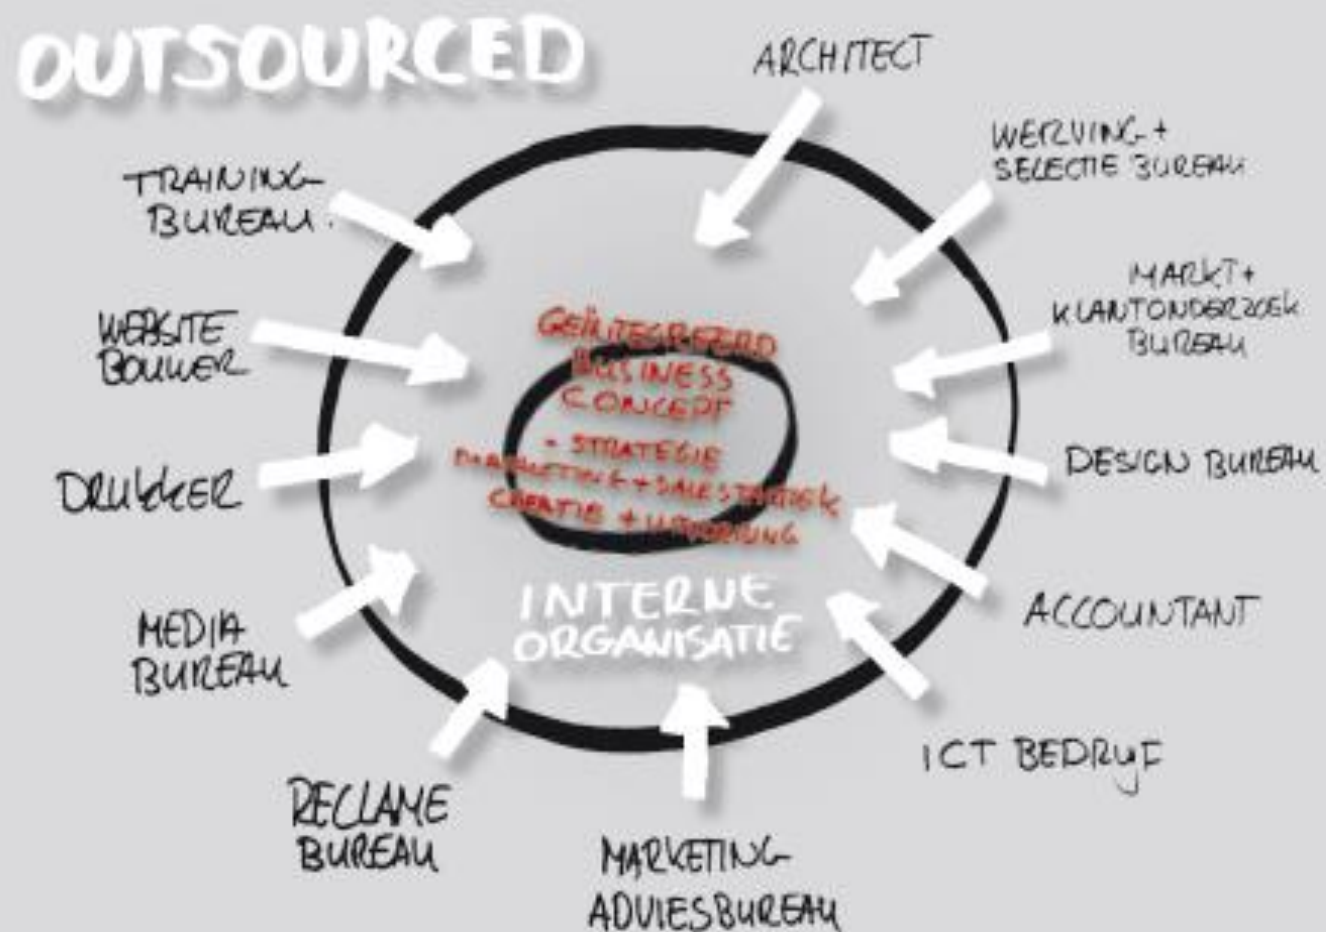 OUTSOURCED
ARCHITECT
WERVING +
SELECTIE BUREAU
MARKT +
KLANTONDERZOEK
BUREAU
DESIGN BUREAU
ACCOUNTANT
ICT BEDRIJF
MARKETING
ADVIESBUREAU
RECLAME
BUREAU
MEDIA
BUREAU
DRUKKER
WEBSITE
BOUWER
TRAINING
BUREAU.
GEÏNTEGREERD
BUSINESS
CONCEPT
- STRATEGIE
MARKETING + SALES
CREATIE + UITVOERING
INTERNE
ORGANISATIE